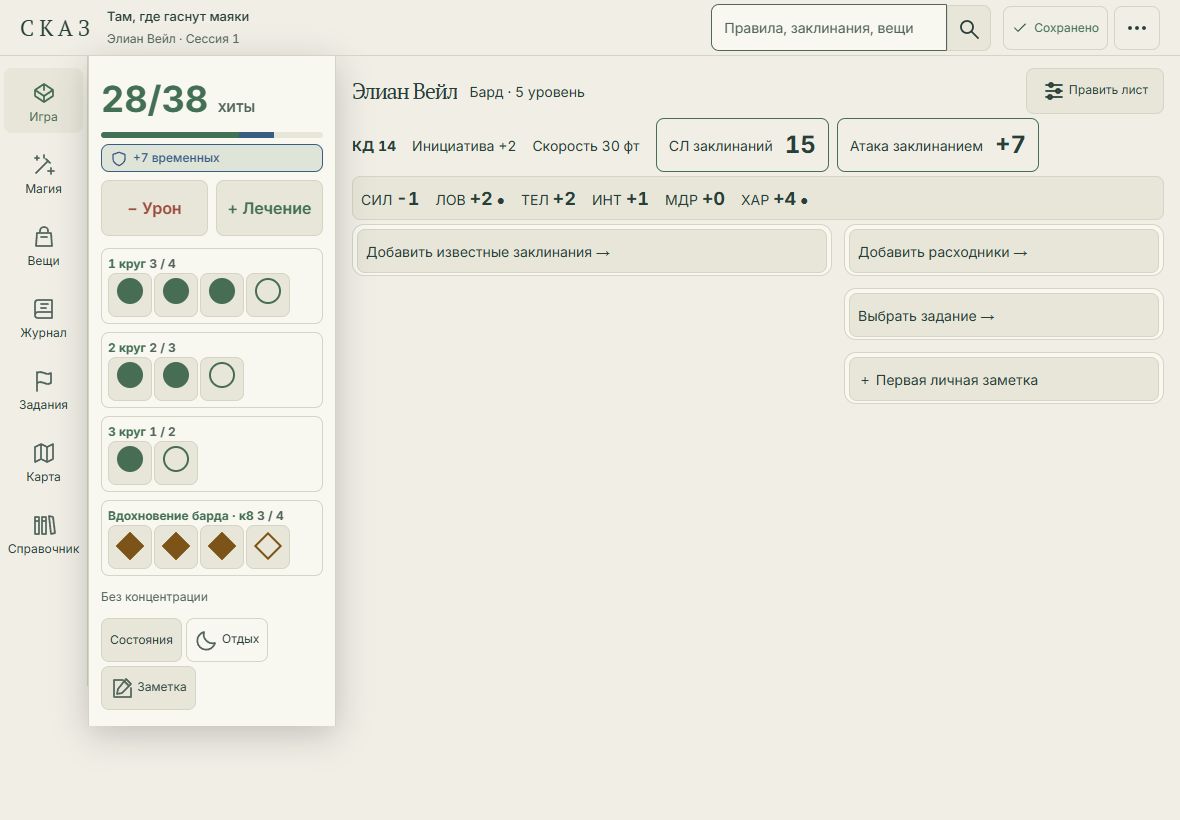 СКАЗ
Там, где гаснут маяки
Элиан Вейл · Сессия 1
Правила, заклинания, вещи
Сохранено
Игра
Магия
Вещи
Журнал
Задания
Карта
Справочник
28/38 хиты
+7 временных
− Урон
+ Лечение
1 круг 3 / 4
2 круг 2 / 3
3 круг 1 / 2
Вдохновение барда · к8 3 / 4
Без концентрации
Состояния
Отдых
Заметка
Элиан Вейл Бард · 5 уровень
Править лист
КД 14 Инициатива +2 Скорость 30 фт СЛ заклинаний 15 Атака заклинанием +7
СИЛ -1 ЛОВ +2 • ТЕЛ +2 ИНТ +1 МДР +0 ХАР +4 •
Добавить известные заклинания →
Добавить расходники →
Выбрать задание →
+ Первая личная заметка